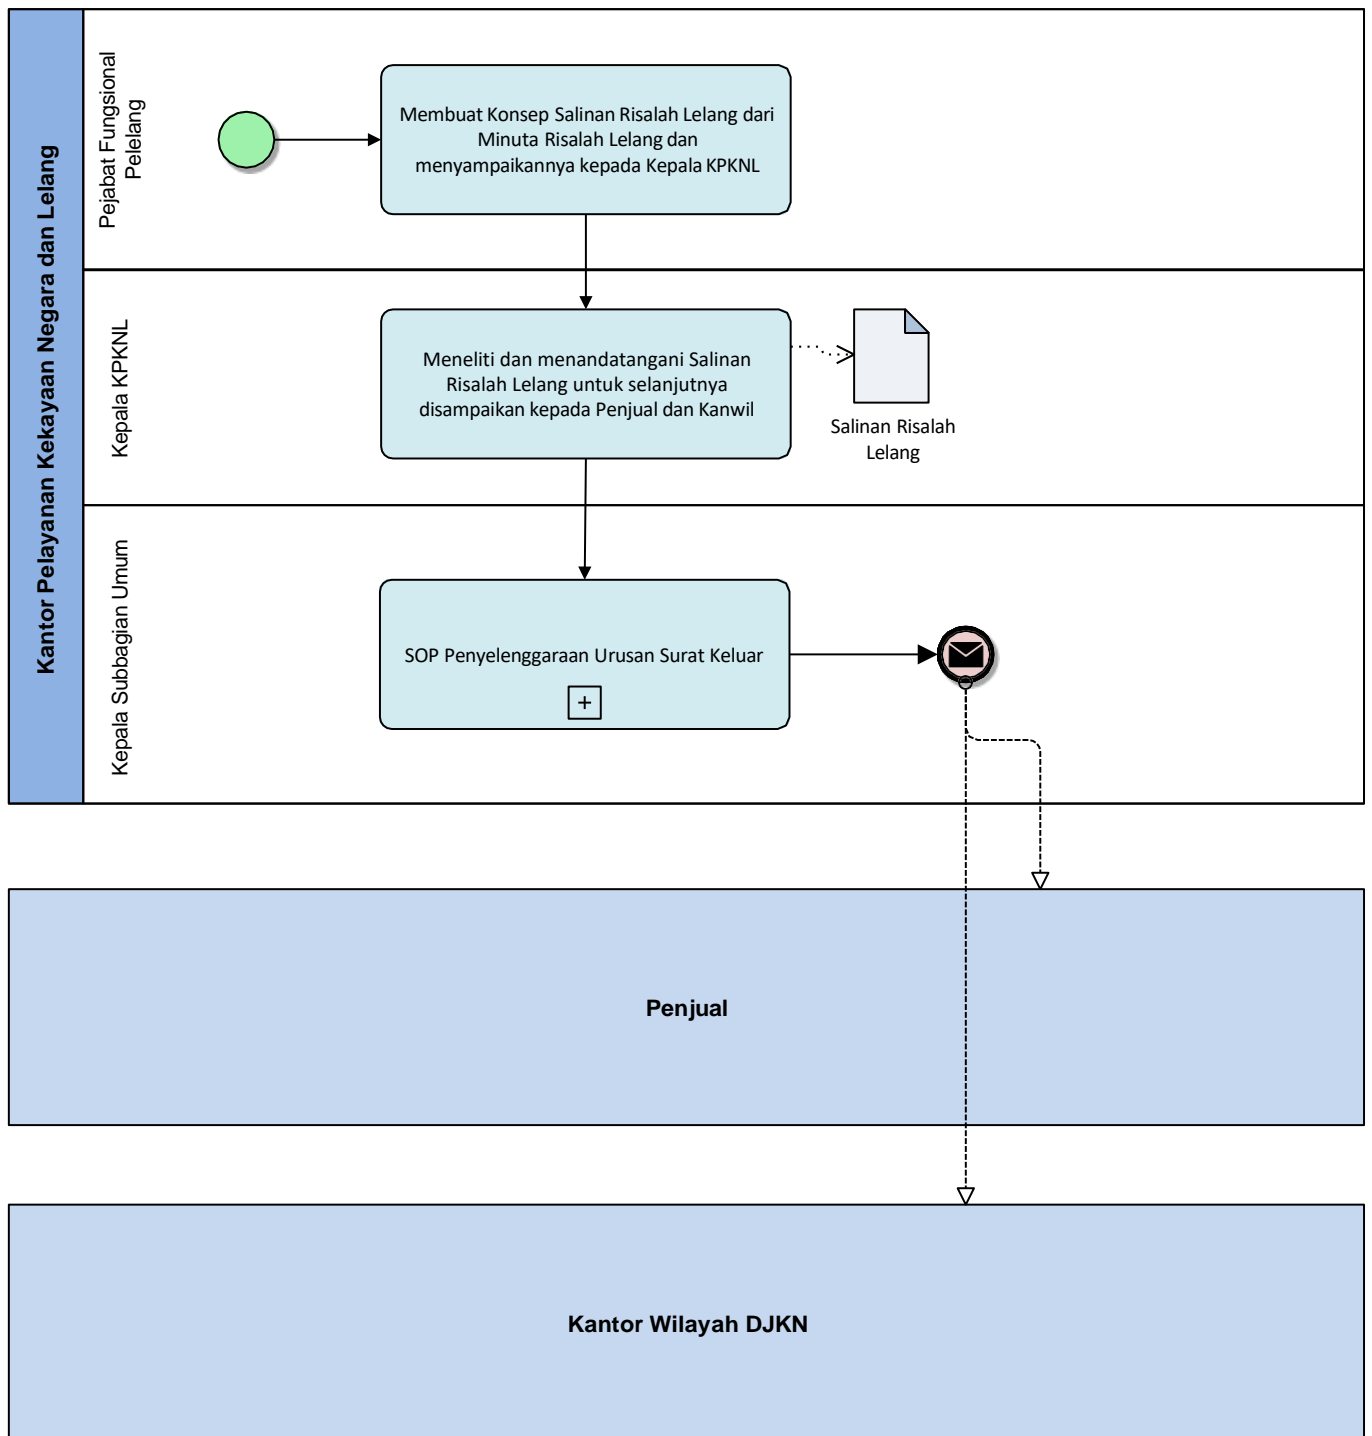 Kantor Pelayanan Kekayaan Negara dan Lelang
Pejabat Fungsional
Pelelang
Membuat Konsep Salinan Risalah Lelang dari
Minuta Risalah Lelang dan
menyampaikannya kepada Kepala KPKNL
Kepala KPKNL
Meneliti dan menandatangani Salinan
Risalah Lelang untuk selanjutnya
disampaikan kepada Penjual dan Kanwil
Salinan Risalah
Lelang
Kepala Subbagian Umum
SOP Penyelenggaraan Urusan Surat Keluar
Penjual
Kantor Wilayah DJKN